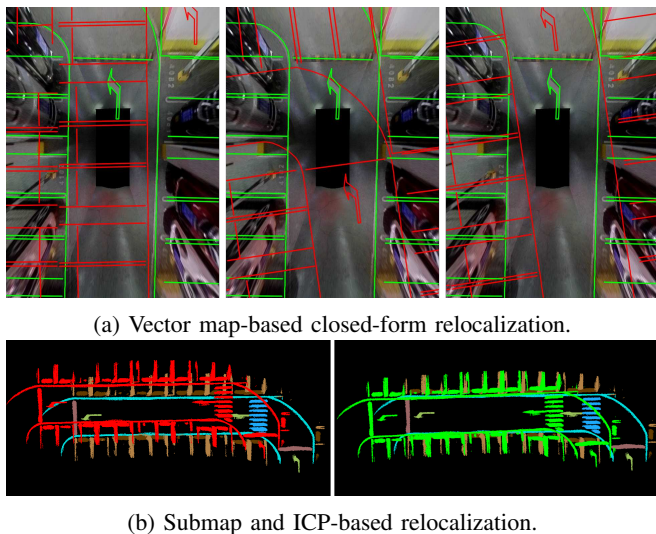 (a) Vector map-based closed-form relocalization.
(b) Submap and ICP-based relocalization.